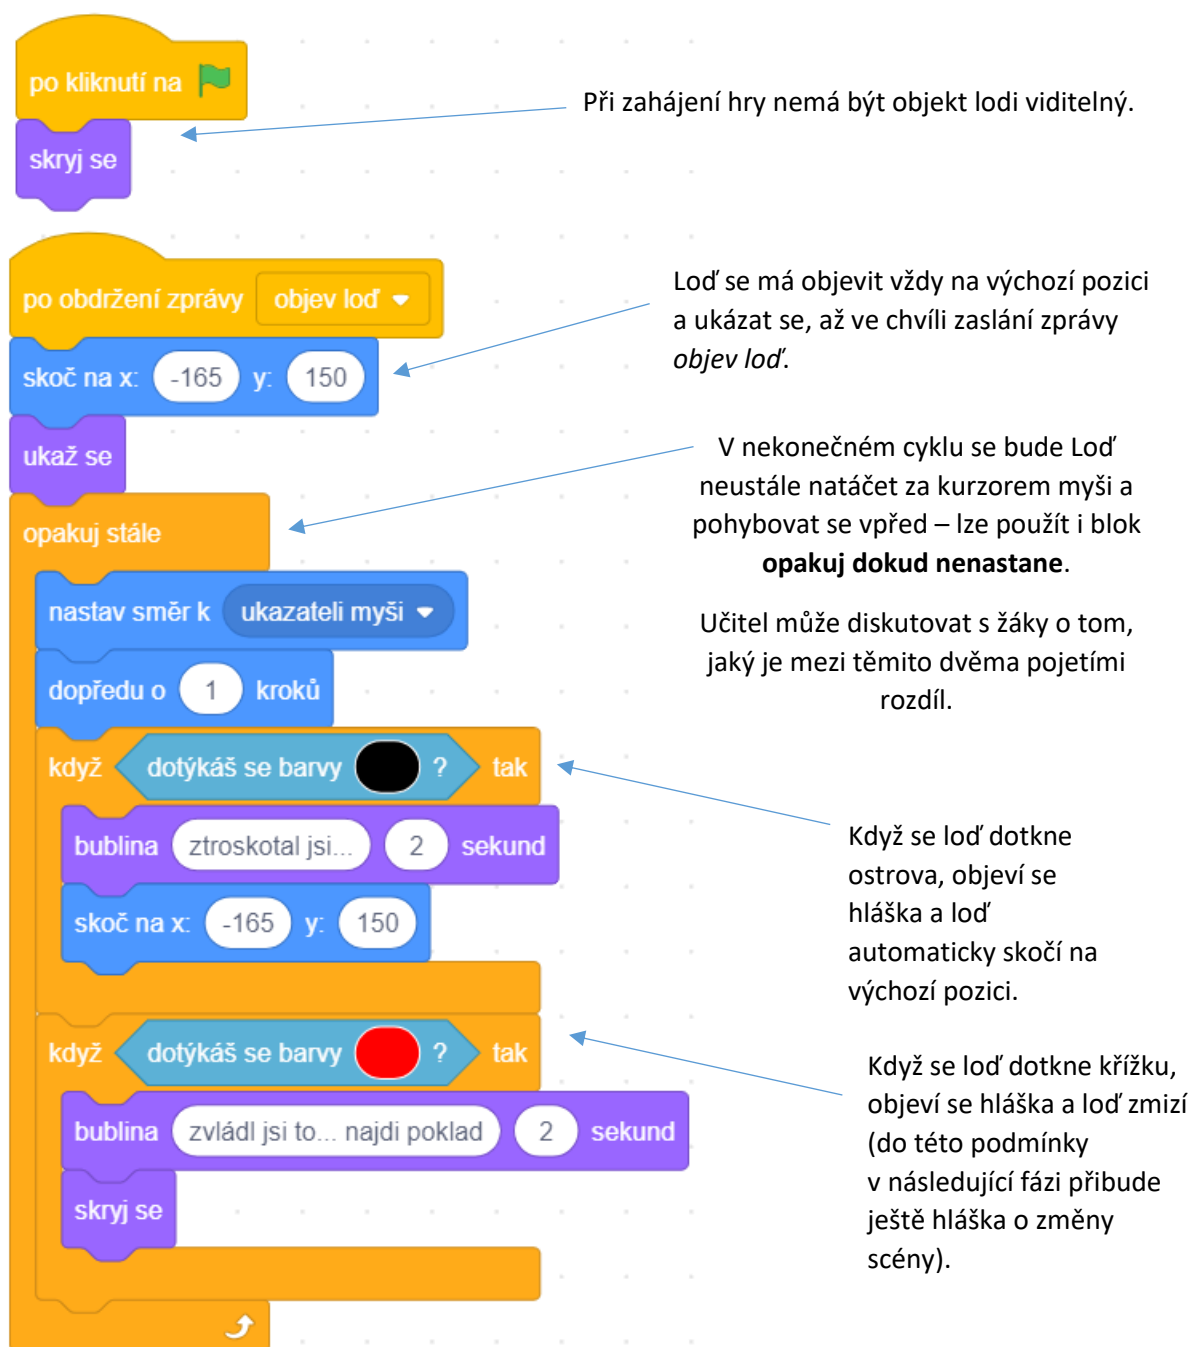 po kliknutí na
Při zahájení hry nemá být objekt lodi viditelný.
skryj se
po obdržení zprávy objev loď
Loď se má objevit vždy na výchozí pozici
a ukázat se, až ve chvíli zaslání zprávy
objev loď.
skoč na x: -165 y: 150
ukaž se
V nekonečném cyklu se bude Loď
neustále natáčet za kurzorem myši a
pohybovat se vpřed – lze použít i blok
opakuj dokud nenastane.
Učitel může diskutovat s žáky o tom,
jaký je mezi těmito dvěma pojetími
rozdíl.
opakuj stále
nastav směr k ukazateli myši
dopředu o 1 kroků
když dotýkáš se barvy ? tak
bublina ztroskotal jsi... 2 sekund
skoč na x: -165 y: 150
Když se loď dotkne
ostrova, objeví se
hláška a loď
automaticky skočí na
výchozí pozici.
když dotýkáš se barvy ? tak
bublina zvládl jsi to... najdi poklad 2 sekund
skryj se
Když se loď dotkne křížku,
objeví se hláška a loď zmizí
(do této podmínky
v následující fázi přibude
ještě hláška o změny
scény).